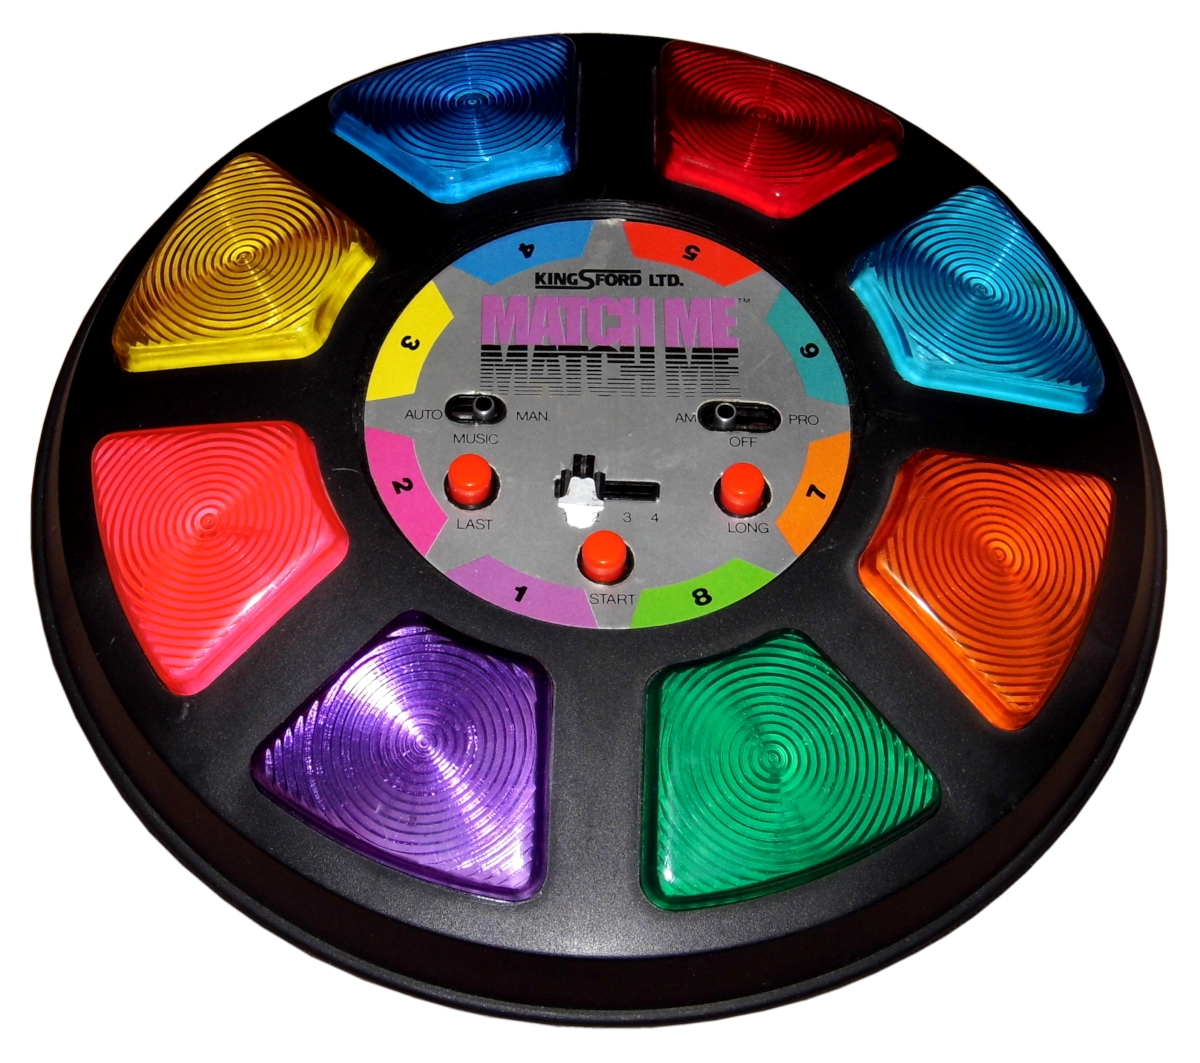 4
5
KINGSFORD LTD.
MATCH ME™
MATCH ME
3
6
AUTO MAN.
MUSIC
AM PRO
OFF
2
7
LAST
2 3 4
LONG
START
1
8